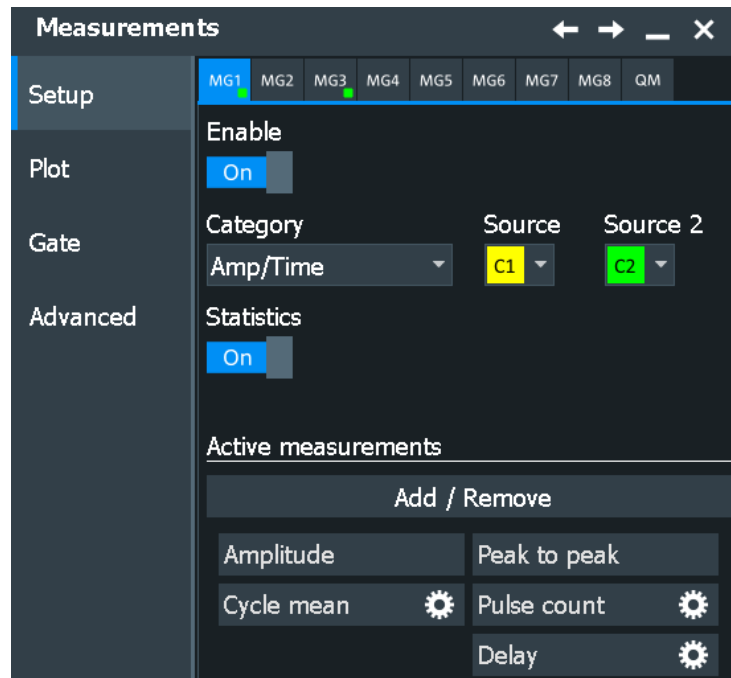 Measurements
Setup
Plot
Gate
Advanced
MG1 MG2 MG3 MG4 MG5 MG6 MG7 MG8 QM
Enable
On
Category Source Source 2
Amp/Time C1 C2
Statistics
On
Active measurements
Add / Remove
Amplitude Peak to peak
Cycle mean Pulse count
Delay